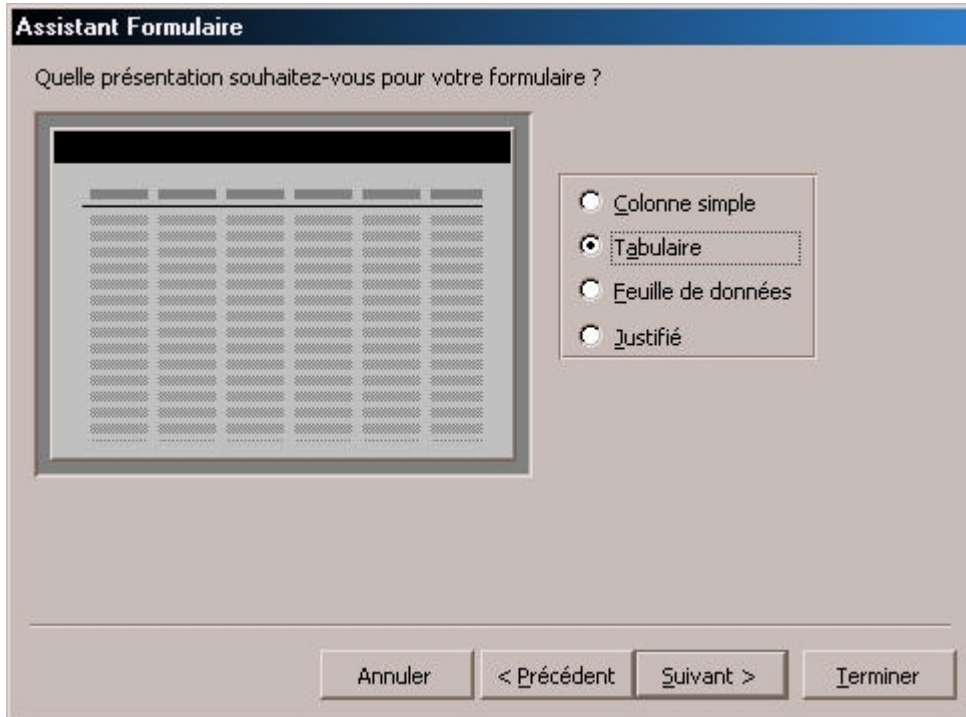 Assistant Formulaire
Quelle présentation souhaitez-vous pour votre formulaire ?
Colonne simple
Tabulaire
Feuille de données
Justifié
Annuler
< Précédent
Suivant >
Terminer